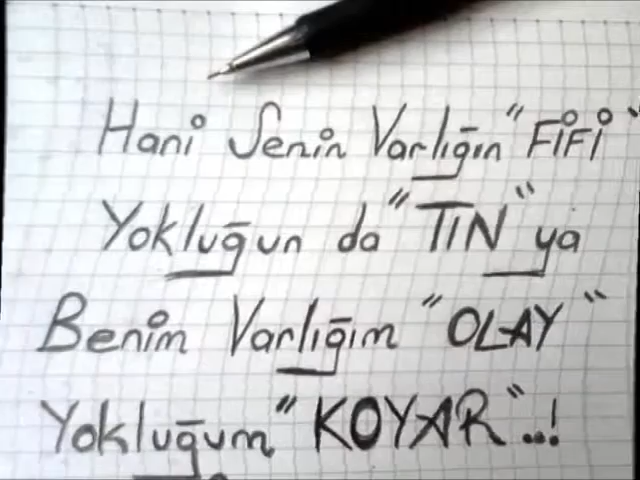 Hani Senin Varlığın "FİFİ"
Yokluğun da "TIN" ya
Benim Varlığım "OLAY"
Yokluğum "KOYAR"..!